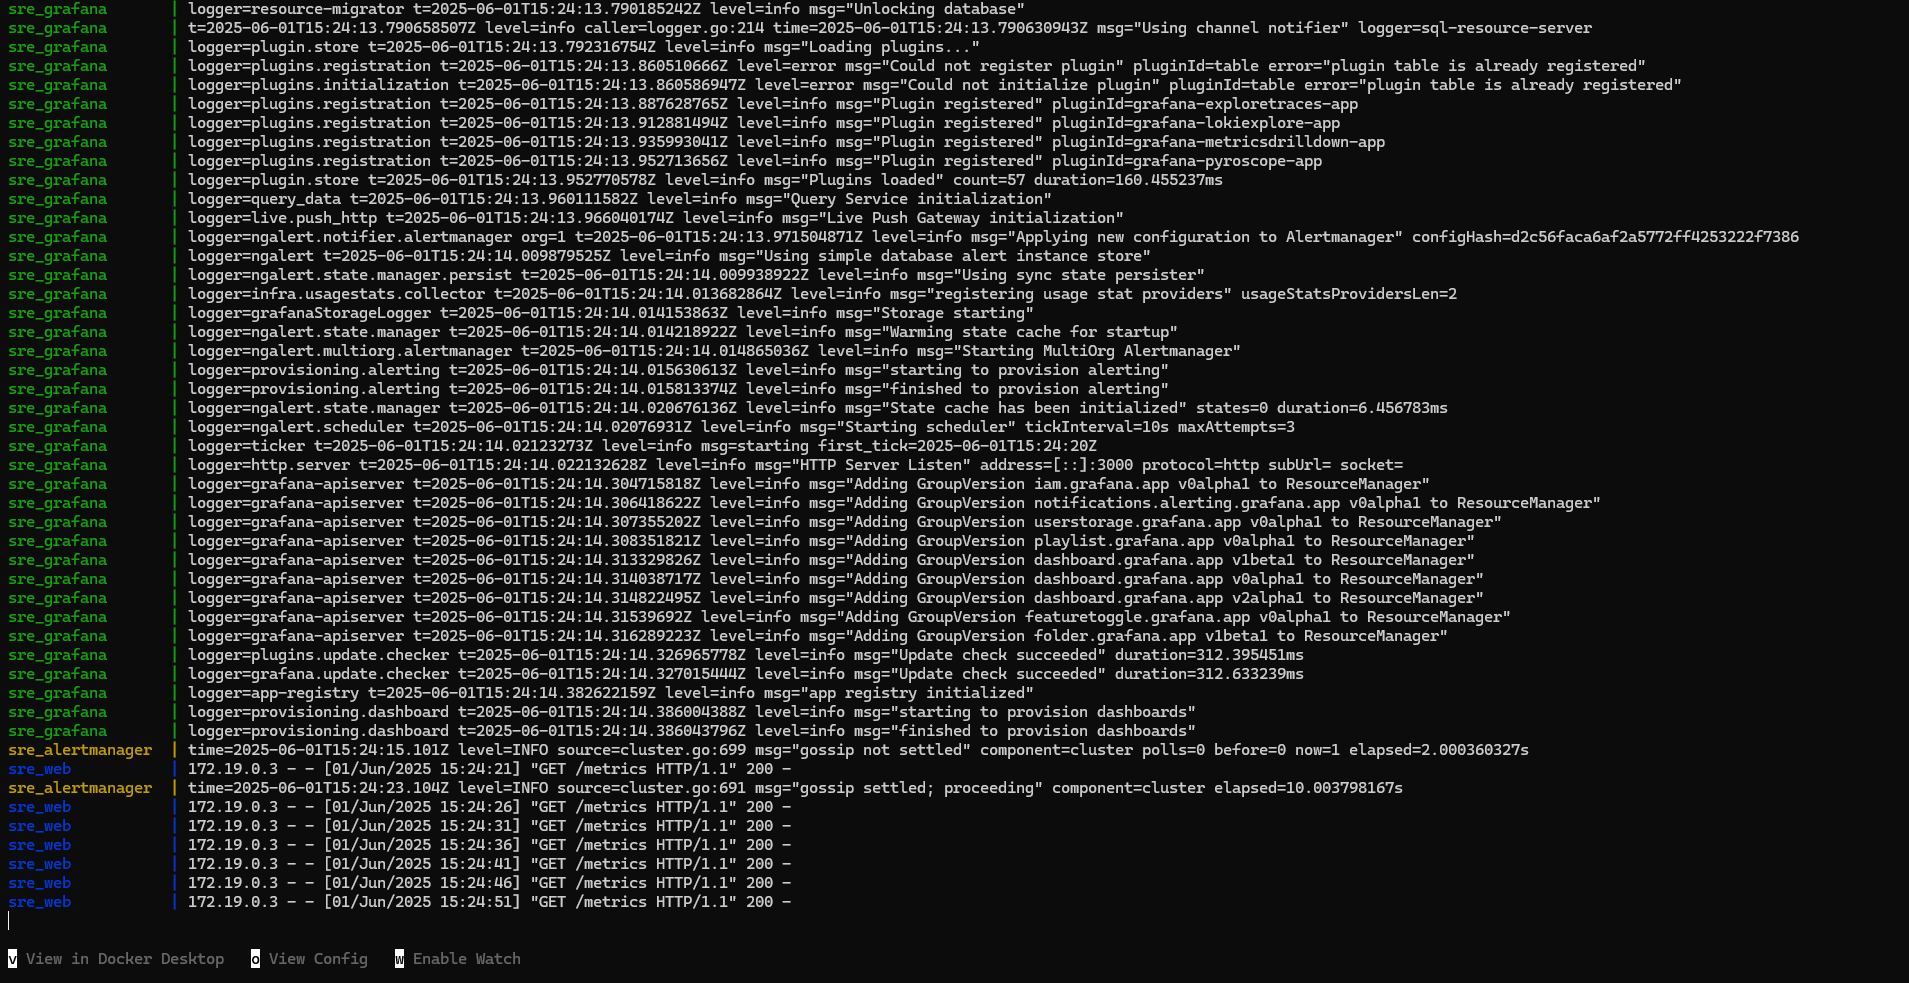 sre_grafana | logger=resource-migrator t=2025-06-01T15:24:13.790185242Z level=info msg="Unlocking database"
sre_grafana | t=2025-06-01T15:24:13.790658507Z level=info caller=logger.go:214 time=2025-06-01T15:24:13.790630943Z msg="Using channel notifier" logger=sql-resource-server
sre_grafana | logger=plugin.store t=2025-06-01T15:24:13.792316754Z level=info msg="Loading plugins..."
sre_grafana | logger=plugins.registration t=2025-06-01T15:24:13.860510666Z level=error msg="Could not register plugin" pluginId=table error="plugin table is already registered"
sre_grafana | logger=plugins.initialization t=2025-06-01T15:24:13.860586947Z level=error msg="Could not initialize plugin" pluginId=table error="plugin table is already registered"
sre_grafana | logger=plugins.registration t=2025-06-01T15:24:13.887628765Z level=info msg="Plugin registered" pluginId=grafana-exploretraces-app
sre_grafana | logger=plugins.registration t=2025-06-01T15:24:13.912881494Z level=info msg="Plugin registered" pluginId=grafana-lokiexplore-app
sre_grafana | logger=plugins.registration t=2025-06-01T15:24:13.935993041Z level=info msg="Plugin registered" pluginId=grafana-metricsdrilldown-app
sre_grafana | logger=plugins.registration t=2025-06-01T15:24:13.952713656Z level=info msg="Plugin registered" pluginId=grafana-pyroscope-app
sre_grafana | logger=plugin.store t=2025-06-01T15:24:13.952770578Z level=info msg="Plugins loaded" count=57 duration=160.455237ms
sre_grafana | logger=query_data t=2025-06-01T15:24:13.960111582Z level=info msg="Query Service initialization"
sre_grafana | logger=live.push_http t=2025-06-01T15:24:13.966040174Z level=info msg="Live Push Gateway initialization"
sre_grafana | logger=ngalert.notifier.alertmanager org=1 t=2025-06-01T15:24:13.971504871Z level=info msg="Applying new configuration to Alertmanager" configHash=d2c56faca6af2a5772ff4253222f7386
sre_grafana | logger=ngalert t=2025-06-01T15:24:14.009879525Z level=info msg="Using simple database alert instance store"
sre_grafana | logger=ngalert.state.manager.persist t=2025-06-01T15:24:14.009938922Z level=info msg="Using sync state persister"
sre_grafana | logger=infra.usagestats.collector t=2025-06-01T15:24:14.013682864Z level=info msg="registering usage stat providers" usageStatsProvidersLen=2
sre_grafana | logger=grafanaStorageLogger t=2025-06-01T15:24:14.014153863Z level=info msg="Storage starting"
sre_grafana | logger=ngalert.state.manager t=2025-06-01T15:24:14.014218922Z level=info msg="Warming state cache for startup"
sre_grafana | logger=ngalert.multiorg.alertmanager t=2025-06-01T15:24:14.014865036Z level=info msg="Starting MultiOrg Alertmanager"
sre_grafana | logger=provisioning.alerting t=2025-06-01T15:24:14.015630613Z level=info msg="starting to provision alerting"
sre_grafana | logger=provisioning.alerting t=2025-06-01T15:24:14.015813374Z level=info msg="finished to provision alerting"
sre_grafana | logger=ngalert.state.manager t=2025-06-01T15:24:14.020676136Z level=info msg="State cache has been initialized" states=0 duration=6.456783ms
sre_grafana | logger=ngalert.scheduler t=2025-06-01T15:24:14.02076931Z level=info msg="Starting scheduler" tickInterval=10s maxAttempts=3
sre_grafana | logger=ticker t=2025-06-01T15:24:14.02123273Z level=info msg=starting first_tick=2025-06-01T15:24:20Z
sre_grafana | logger=http.server t=2025-06-01T15:24:14.022132628Z level=info msg="HTTP Server Listen" address=[::]:3000 protocol=http subUrl= socket=
sre_grafana | logger=grafana-apiserver t=2025-06-01T15:24:14.304715818Z level=info msg="Adding GroupVersion iam.grafana.app v0alpha1 to ResourceManager"
sre_grafana | logger=grafana-apiserver t=2025-06-01T15:24:14.306418622Z level=info msg="Adding GroupVersion notifications.alerting.grafana.app v0alpha1 to ResourceManager"
sre_grafana | logger=grafana-apiserver t=2025-06-01T15:24:14.307355202Z level=info msg="Adding GroupVersion userstorage.grafana.app v0alpha1 to ResourceManager"
sre_grafana | logger=grafana-apiserver t=2025-06-01T15:24:14.308351821Z level=info msg="Adding GroupVersion playlist.grafana.app v0alpha1 to ResourceManager"
sre_grafana | logger=grafana-apiserver t=2025-06-01T15:24:14.313329826Z level=info msg="Adding GroupVersion dashboard.grafana.app v1beta1 to ResourceManager"
sre_grafana | logger=grafana-apiserver t=2025-06-01T15:24:14.314038717Z level=info msg="Adding GroupVersion dashboard.grafana.app v0alpha1 to ResourceManager"
sre_grafana | logger=grafana-apiserver t=2025-06-01T15:24:14.314822495Z level=info msg="Adding GroupVersion dashboard.grafana.app v2alpha1 to ResourceManager"
sre_grafana | logger=grafana-apiserver t=2025-06-01T15:24:14.31539692Z level=info msg="Adding GroupVersion featuretoggle.grafana.app v0alpha1 to ResourceManager"
sre_grafana | logger=grafana-apiserver t=2025-06-01T15:24:14.316289223Z level=info msg="Adding GroupVersion folder.grafana.app v1beta1 to ResourceManager"
sre_grafana | logger=plugins.update.checker t=2025-06-01T15:24:14.326965778Z level=info msg="Update check succeeded" duration=312.395451ms
sre_grafana | logger=grafana.update.checker t=2025-06-01T15:24:14.327015444Z level=info msg="Update check succeeded" duration=312.633239ms
sre_grafana | logger=app-registry t=2025-06-01T15:24:14.382622159Z level=info msg="app registry initialized"
sre_grafana | logger=provisioning.dashboard t=2025-06-01T15:24:14.386004388Z level=info msg="starting to provision dashboards"
sre_grafana | logger=provisioning.dashboard t=2025-06-01T15:24:14.386043796Z level=info msg="finished to provision dashboards"
sre_alertmanager | time=2025-06-01T15:24:15.101Z level=INFO source=cluster.go:699 msg="gossip not settled" component=cluster polls=0 before=0 now=1 elapsed=2.000360327s
sre_web | 172.19.0.3 - - [01/Jun/2025 15:24:21] "GET /metrics HTTP/1.1" 200 -
sre_alertmanager | time=2025-06-01T15:24:23.104Z level=INFO source=cluster.go:691 msg="gossip settled; proceeding" component=cluster elapsed=10.003798167s
sre_web | 172.19.0.3 - - [01/Jun/2025 15:24:26] "GET /metrics HTTP/1.1" 200 -
sre_web | 172.19.0.3 - - [01/Jun/2025 15:24:31] "GET /metrics HTTP/1.1" 200 -
sre_web | 172.19.0.3 - - [01/Jun/2025 15:24:36] "GET /metrics HTTP/1.1" 200 -
sre_web | 172.19.0.3 - - [01/Jun/2025 15:24:41] "GET /metrics HTTP/1.1" 200 -
sre_web | 172.19.0.3 - - [01/Jun/2025 15:24:46] "GET /metrics HTTP/1.1" 200 -
sre_web | 172.19.0.3 - - [01/Jun/2025 15:24:51] "GET /metrics HTTP/1.1" 200 -
v View in Docker Desktop o View Config w Enable Watch